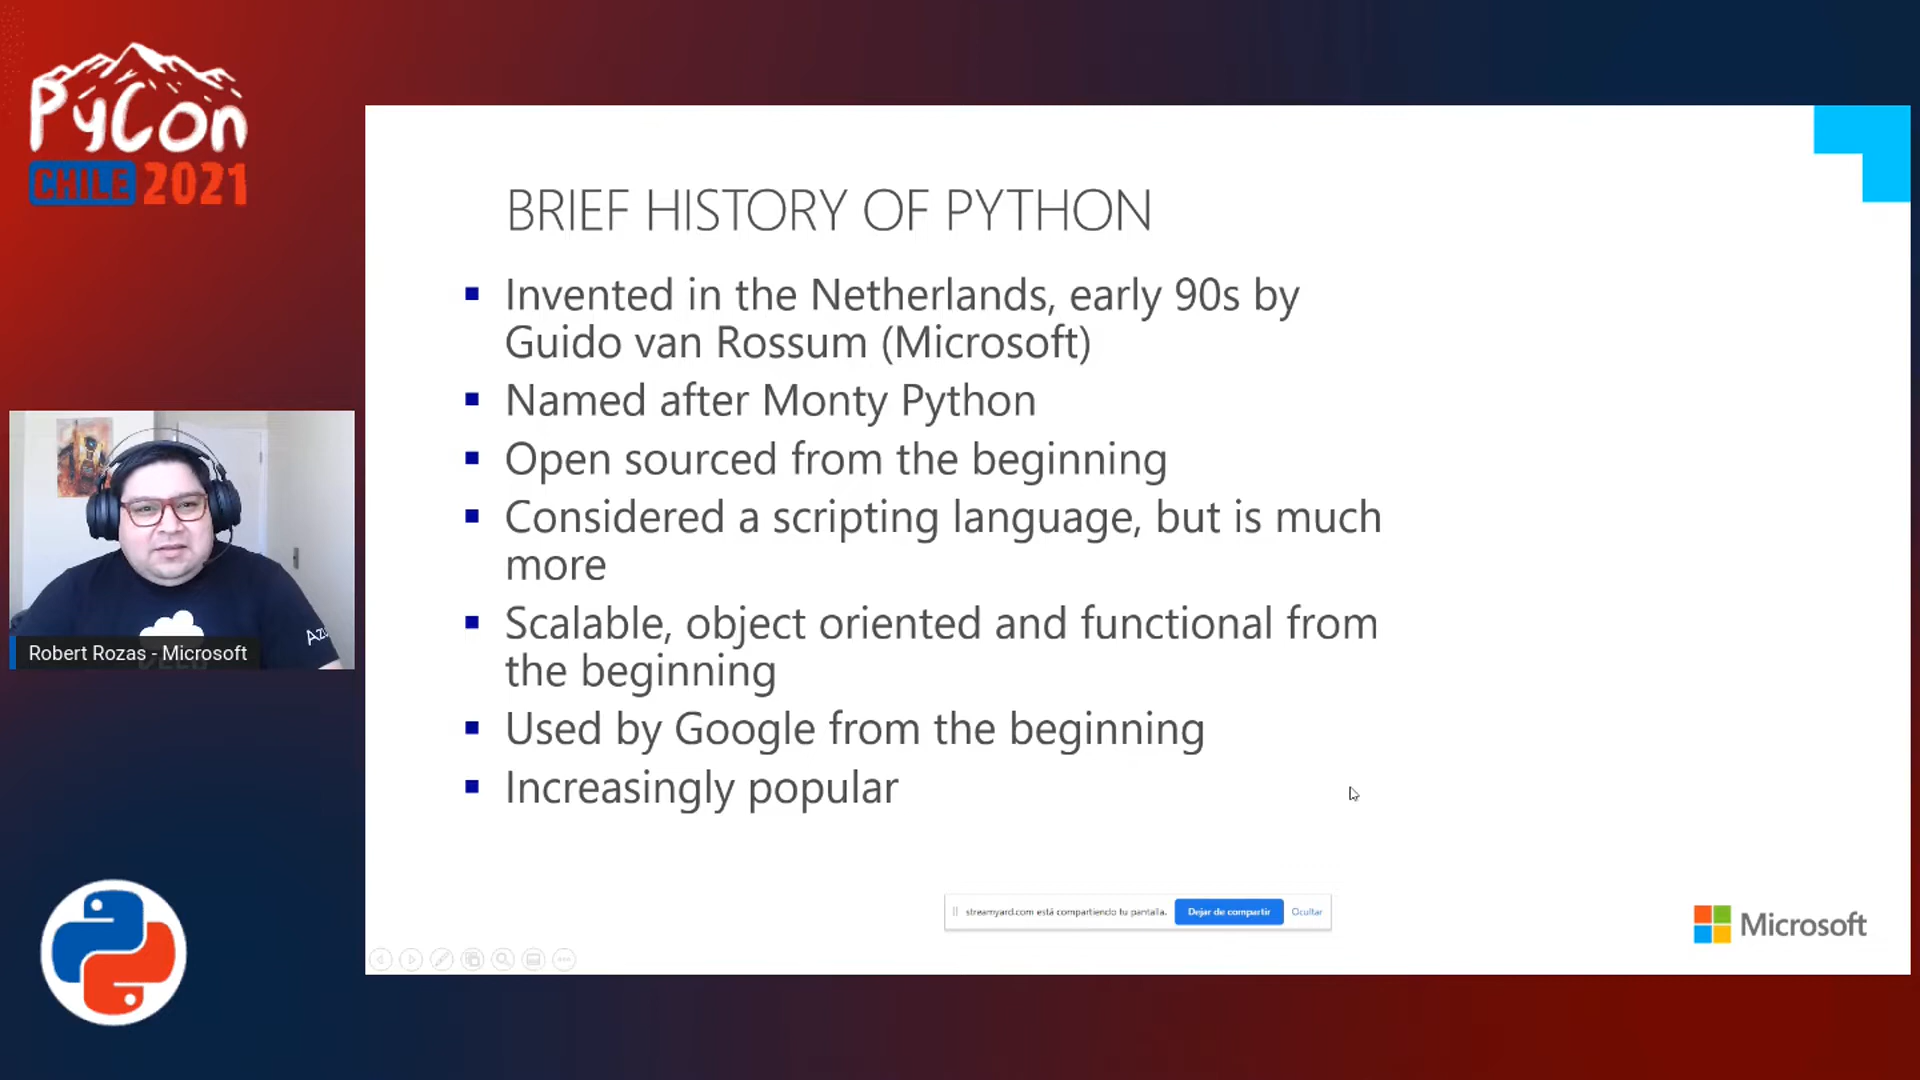 PyCon
CHILE 2021
BRIEF HISTORY OF PYTHON
Invented in the Netherlands, early 90s by
Guido van Rossum (Microsoft)
Named after Monty Python
Open sourced from the beginning
Considered a scripting language, but is much
more
Scalable, object oriented and functional from
the beginning
Used by Google from the beginning
Increasingly popular
Robert Rozas - Microsoft
streamyard.com está compartiendo tu pantalla.
Dejar de compartir
Ocultar
Microsoft